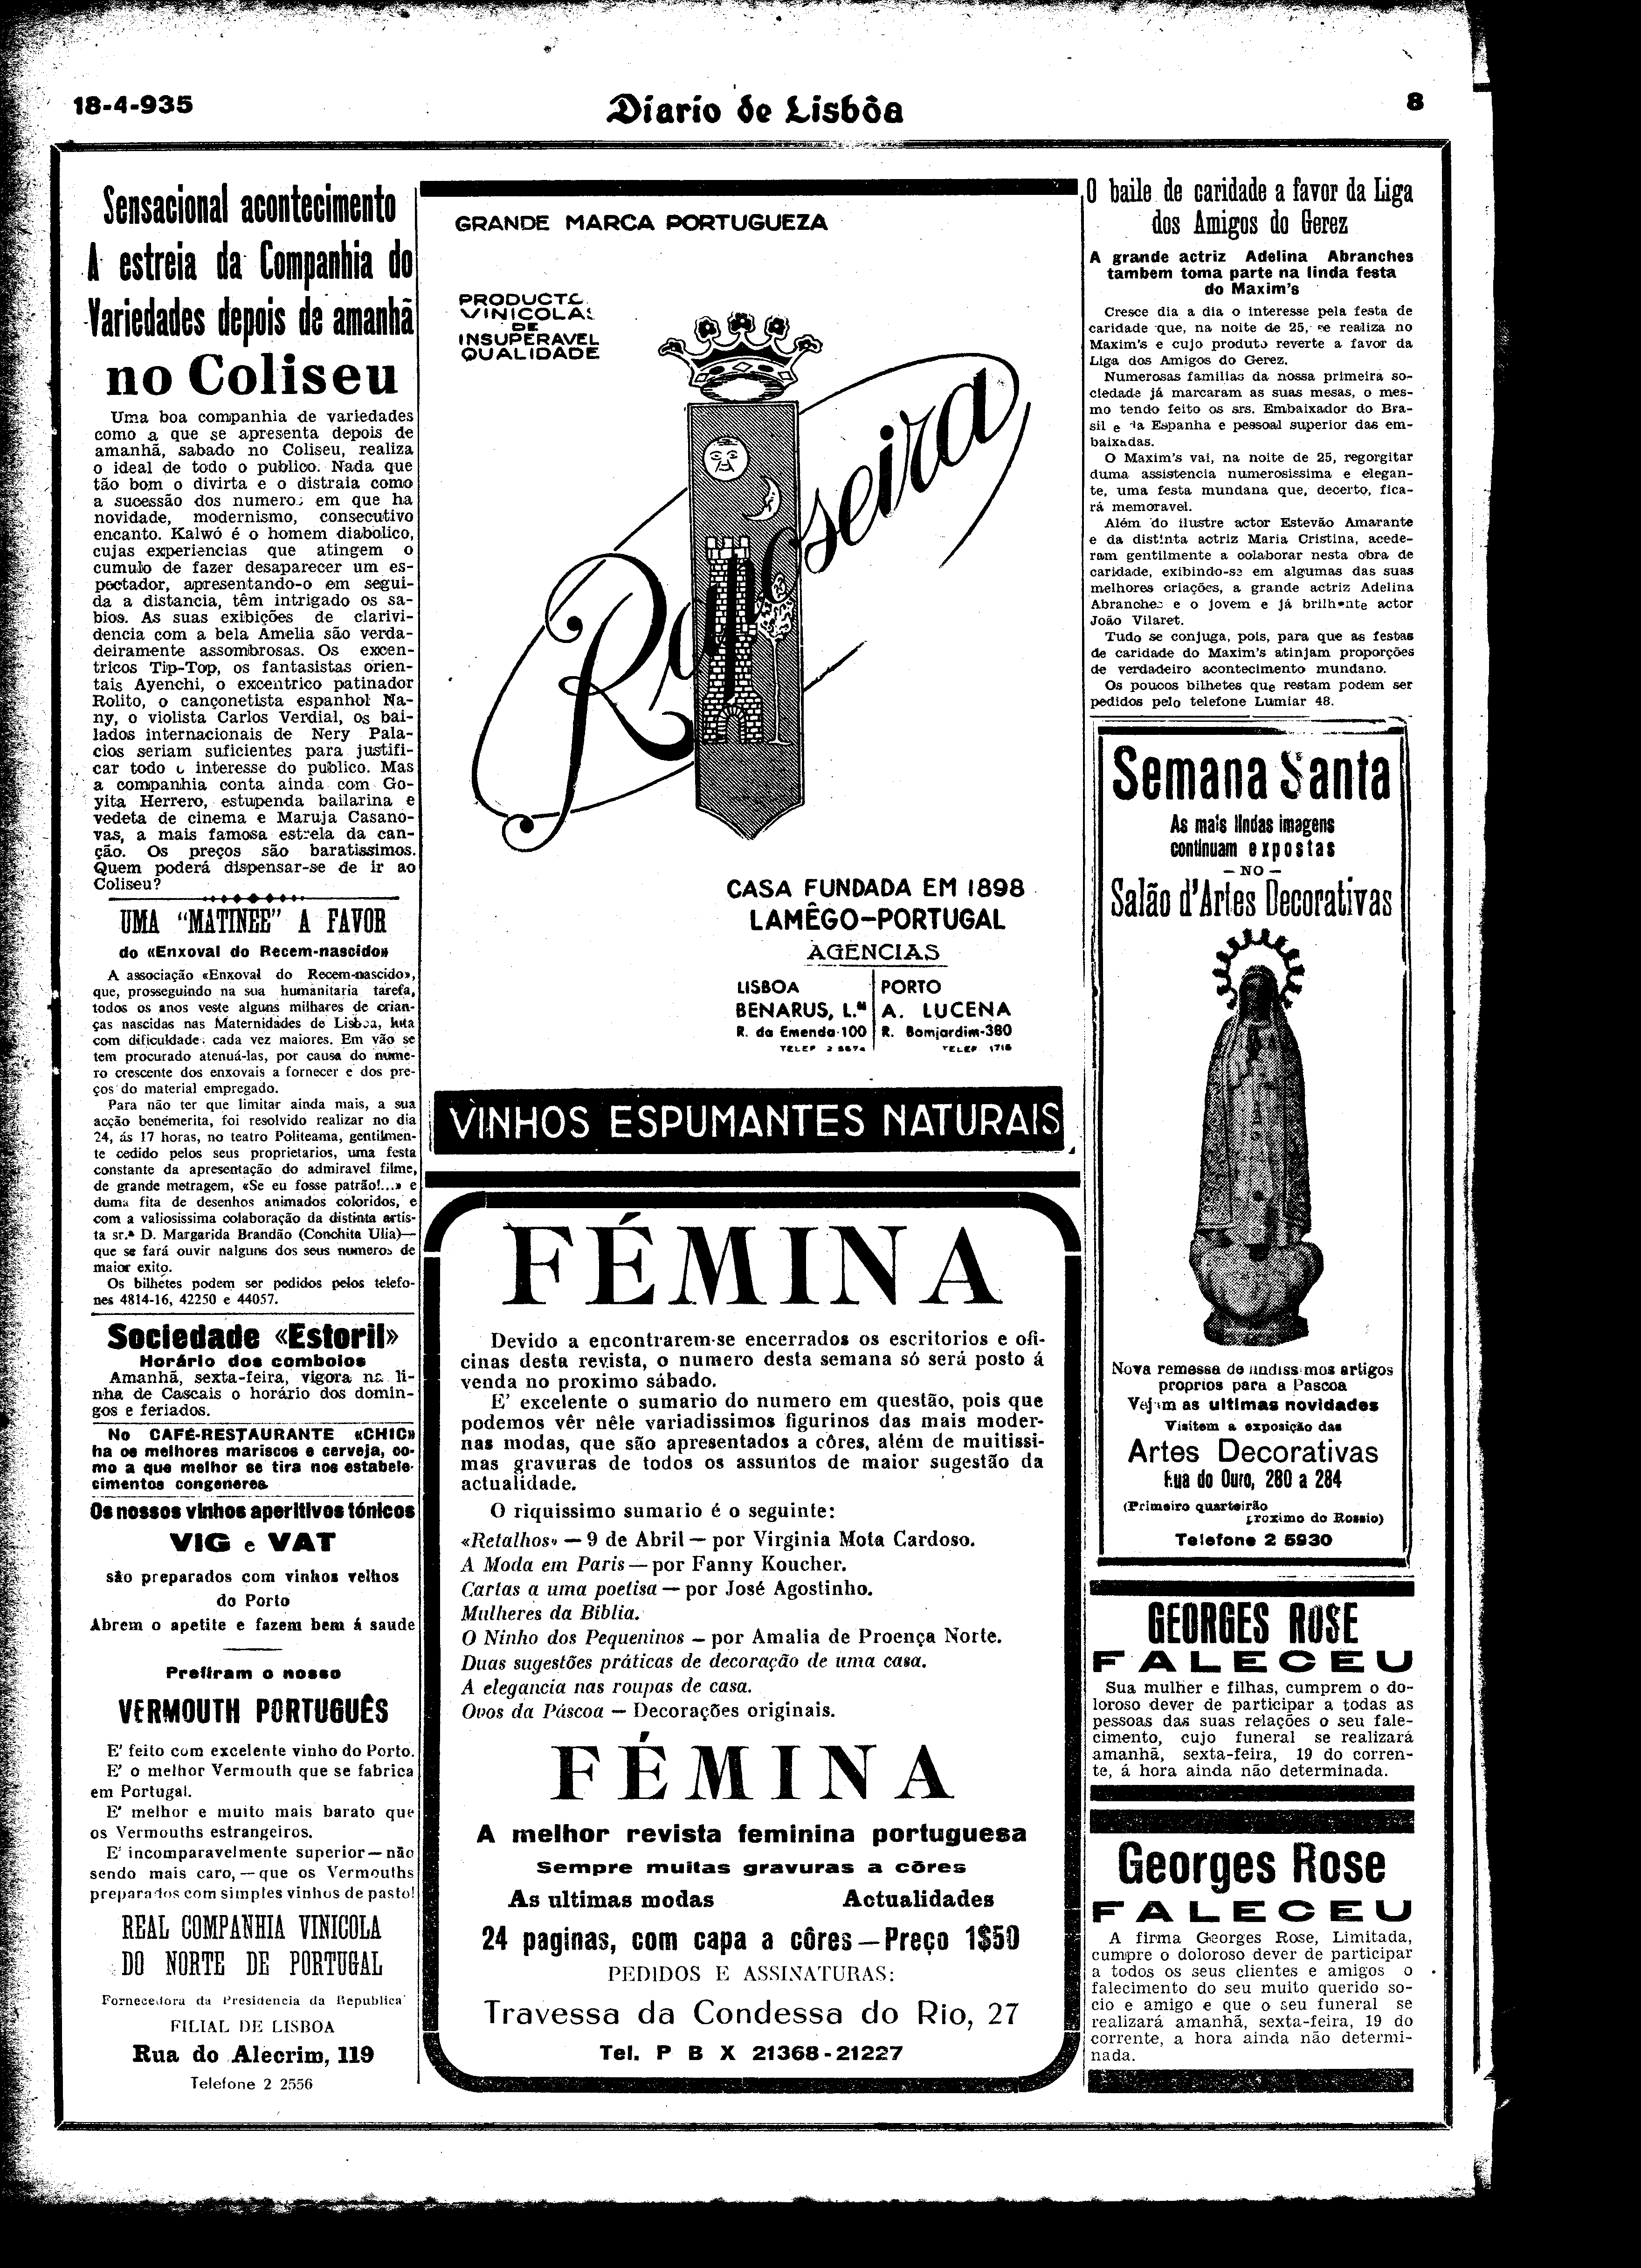 18-4-935
Diario de Lisbôa
8
Sensacional acontecimento
A estreia da Companhia do
Variedades depois de amanhã
no Coliseu
Uma boa companhia de variedades
como a que se apresenta depois de
amanhã, sabado no Coliseu, realiza
o ideal de todo o publico. Nada que
tão bom o divirta e o distraia como
a sucessão dos numeros em que ha
novidade, modernismo, consecutivo
encanto. Kalwó é o homem diabolico,
cujas experiencias que atingem o
cumulo de fazer desaparecer um es-
pectador, apresentando-o em segui-
da a distancia, têm intrigado os sa-
bios. As suas exibições de clarivi-
dencia com a bela Amelia são verda-
deiramente assombrosas. Os excen-
tricos Tip-Top, os fantasistas orien-
tais Ayenchi, o excentrico patinador
Rolito, o cançonetista espanhol Na-
ny, o violista Carlos Verdial, os bai-
lados internacionais de Nery Pala-
cios seriam suficientes para justifi-
car todo o interesse do publico. Mas
a companhia conta ainda com Go-
yita Herrero, estupenda bailarina e
vedeta de cinema e Maruja Casano-
vas, a mais famosa estrela da can-
ção. Os preços são baratissimos.
Quem poderá dispensar-se de ir ao
Coliseu?
UMA "MATINEE" A FAVOR
do «Enxoval do Recem-nascido»
A associação «Enxoval do Recem-nascido»,
que, prosseguindo na sua humanitaria tarefa,
todos os anos veste alguns milhares de crian-
ças nascidas nas Maternidades de Lisboa, luta
com dificuldades cada vez maiores. Em vão se
tem procurado atenuá-las, por causa do nume-
ro crescente dos enxovais a fornecer e dos pre-
ços do material empregado.
Para não ter que limitar ainda mais, a sua
acção benémerita, foi resolvido realizar no dia
24, ás 17 horas, no teatro Politeama, gentilmen-
te cedido pelos seus proprietarios, uma festa
constante da apresentação do admiravel filme,
de grande metragem, «Se eu fosse patrão!...» e
duma fita de desenhos animados coloridos, e
com a valiosissima colaboração da distinta artis-
ta sr.ª D. Margarida Brandão (Conchita Ulia)—
que se fará ouvir nalguns dos seus numeros de
maior exito.
Os bilhetes podem ser pedidos pelos telefo-
nes 4814-16, 42250 e 44057.
Sociedade «Estoril»
Horário dos comboios
Amanhã, sexta-feira, vigora na li-
nha de Cascais o horário dos domin-
gos e feriados.
No CAFÉ-RESTAURANTE «CHIC»
ha os melhores mariscos e cerveja, co-
mo a que melhor se tira nos estabele-
cimentos congeneres
Os nossos vinhos aperitivos tónicos
VIG e VAT
são preparados com vinhos velhos
do Porto
Abrem o apetite e fazem bem á saude
Prefiram o nosso
VERMOUTH PORTUGUÊS
E' feito com excelente vinho do Porto.
E' o melhor Vermouth que se fabrica
em Portugal.
E' melhor e muito mais barato que
os Vermouths estrangeiros.
E' incomparavelmente superior—não
sendo mais caro,—que os Vermouths
preparados com simples vinhos de pasto!
REAL COMPANHIA VINICOLA
DO NORTE DE PORTUGAL
Fornecedora da Presidencia da Republica
FILIAL DE LISBOA
Rua do Alecrim, 119
Telefone 2 2556
GRANDE MARCA PORTUGUEZA
PRODUCTO
VINICOLA
DE
INSUPERAVEL
QUALIDADE
Raposeira
CASA FUNDADA EM 1898
LAMÊGO-PORTUGAL
AGENCIAS
LISBOA
BENARUS, L.da
R. da Emenda-100
PORTO
A. LUCENA
R. Bomjardim-380
TELEF 1716
VINHOS ESPUMANTES NATURAIS
FÉMINA
Devido a encontrarem-se encerrados os escritorios e ofi-
cinas desta revista, o numero desta semana só será posto á
venda no proximo sábado.
E' excelente o sumario do numero em questão, pois que
podemos vêr nêle variadissimos figurinos das mais moder-
nas modas, que são apresentados a côres, além de muitissi-
mas gravuras de todos os assuntos de maior sugestão da
actualidade.
O riquissimo sumario é o seguinte:
«Retalhos» — 9 de Abril — por Virginia Mota Cardoso.
A Moda em Paris — por Fanny Koucher.
Cartas a uma poetisa — por José Agostinho.
Mulheres da Biblia.
O Ninho dos Pequeninos — por Amalia de Proença Norte.
Duas sugestões práticas de decoração de uma casa.
A elegancia nas roupas de casa.
Ovos da Páscoa — Decorações originais.
FÉMINA
A melhor revista feminina portuguesa
Sempre muitas gravuras a côres
As ultimas modas Actualidades
24 paginas, com capa a côres—Preço 1$50
PEDIDOS E ASSINATURAS:
Travessa da Condessa do Rio, 27
Tel. P B X 21368-21227
O baile de caridade a favor da Liga
dos Amigos do Gerez
A grande actriz Adelina Abranches
tambem toma parte na linda festa
do Maxim's
Cresce dia a dia o interesse pela festa de
caridade que, na noite de 25, se realiza no
Maxim's e cujo produto reverte a favor da
Liga dos Amigos do Gerez.
Numerosas familias da nossa primeira so-
ciedade já marcaram as suas mesas, o mes-
mo tendo feito os srs. Embaixador do Bra-
sil e da Espanha e pessoal superior das em-
baixadas.
O Maxim's vai, na noite de 25, regorgitar
duma assistencia numerosissima e elegan-
te, uma festa mundana que, decerto, fica-
rá memoravel.
Além do ilustre actor Estevão Amarante
e da distinta actriz Maria Cristina, acede-
ram gentilmente a colaborar nesta obra de
caridade, exibindo-se em algumas das suas
melhores criações, a grande actriz Adelina
Abranches e o jovem e já brilhante actor
João Vilaret.
Tudo se conjuga, pois, para que as festas
de caridade do Maxim's atinjam proporções
de verdadeiro acontecimento mundano.
Os poucos bilhetes que restam podem ser
pedidos pelo telefone Lumiar 48.
Semana Santa
As mais lindas imagens
continuam expostas
— NO —
Salão d'Artes Decorativas
Nova remessa de lindissimos artigos
proprios para a Pascoa
Vejam as ultimas novidades
Visitem a exposição das
Artes Decorativas
Rua do Ouro, 280 a 284
(Primeiro quarteirão
proximo do Rossio)
Telefone 2 5930
GEORGES ROSE
FALECEU
Sua mulher e filhas, cumprem o do-
loroso dever de participar a todas as
pessoas das suas relações o seu fale-
cimento, cujo funeral se realizará
amanhã, sexta-feira, 19 do corren-
te, á hora ainda não determinada.
Georges Rose
FALECEU
A firma Georges Rose, Limitada,
cumpre o doloroso dever de participar
a todos os seus clientes e amigos o
falecimento do seu muito querido so-
cio e amigo e que o seu funeral se
realizará amanhã, sexta-feira, 19 do
corrente, a hora ainda não determi-
nada.